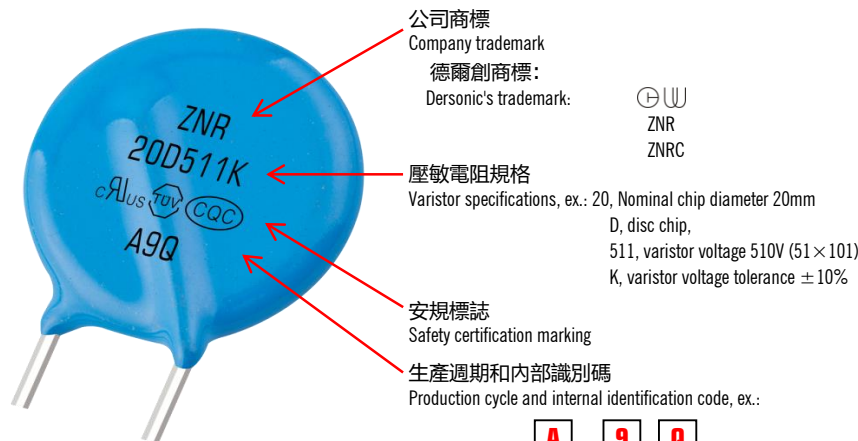 公司商標
Company trademark
德爾創商標：
Dersonic's trademark:
ZNR
ZNRC
ZNR
20D511K
c us TÜV CQC
A9Q
壓敏電阻規格
Varistor specifications, ex.: 20, Nominal chip diameter 20mm
D, disc chip,
511, varistor voltage 510V (51×101)
K, varistor voltage tolerance ±10%
安規標誌
Safety certification marking
生產週期和內部識別碼
Production cycle and internal identification code, ex.:
A 9 Q